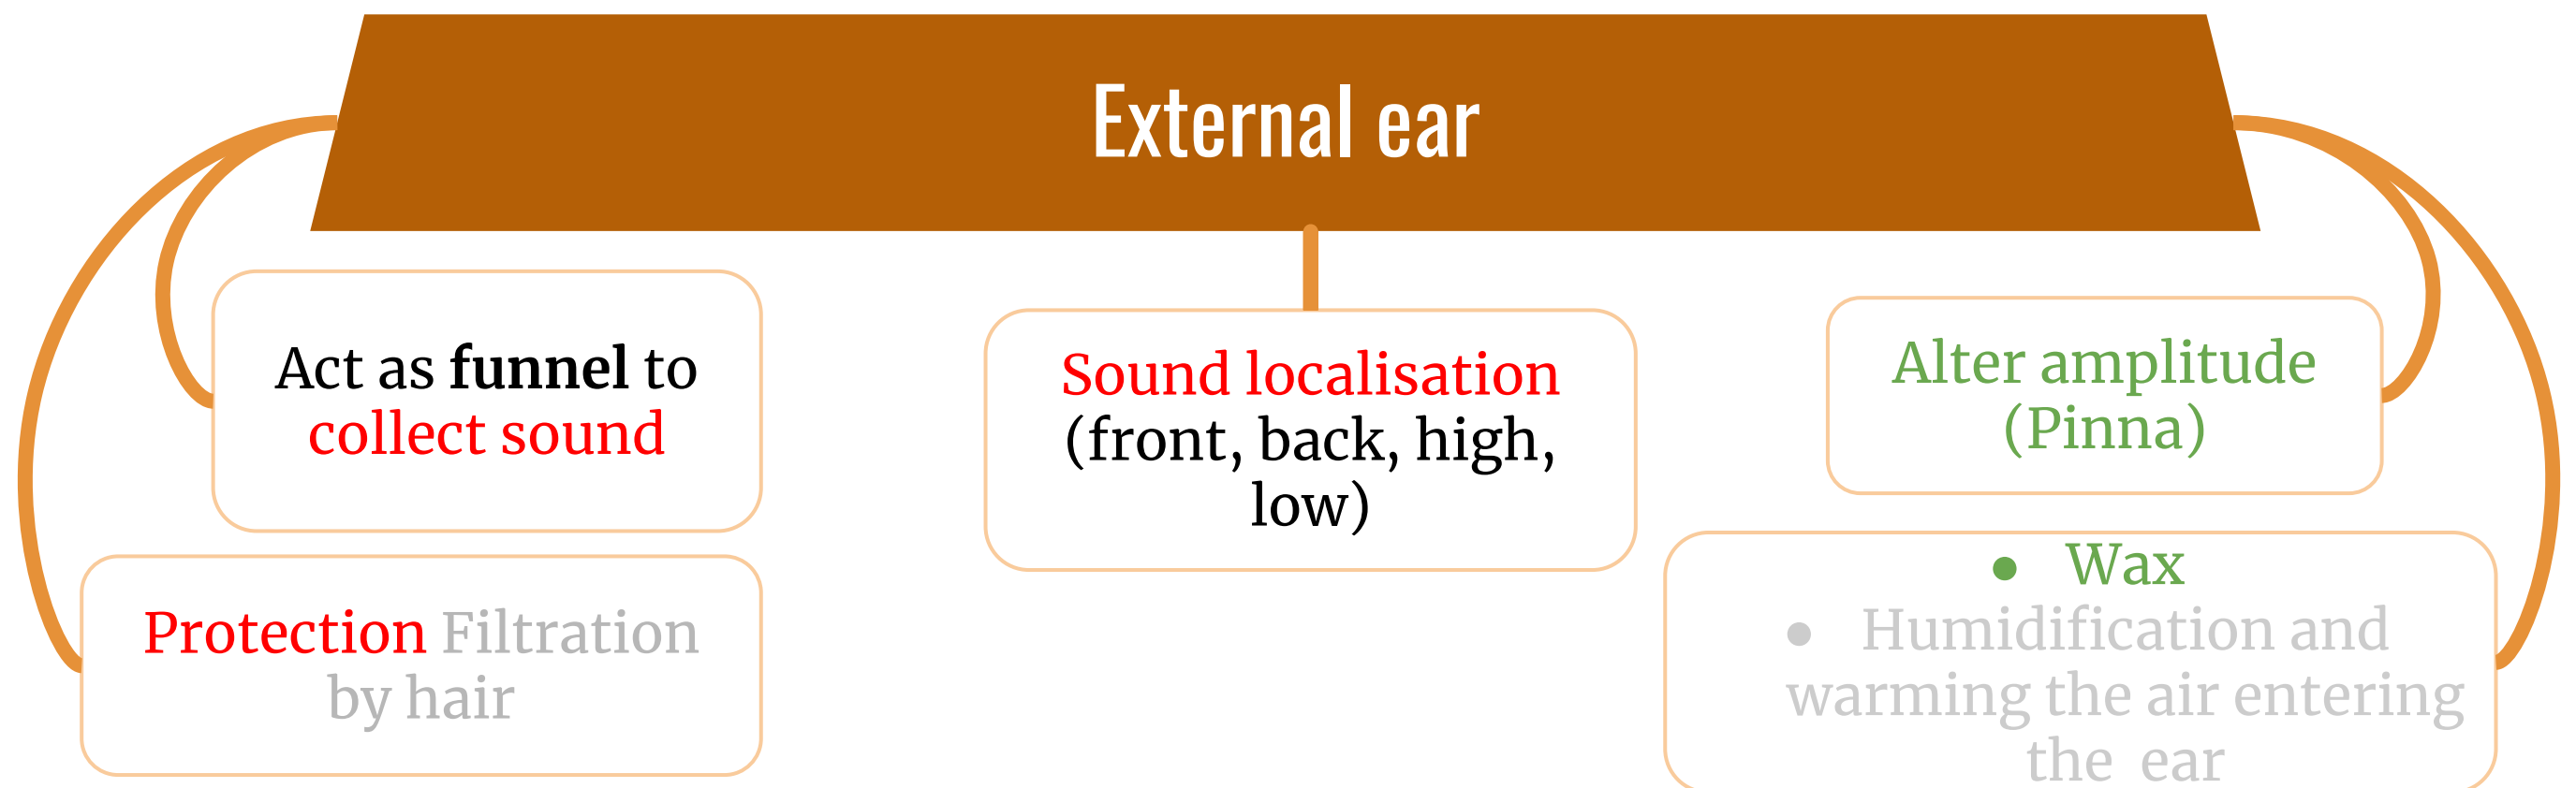 External ear
Act as funnel to
collect sound
Protection Filtration
by hair
Sound localisation
(front, back, high,
low)
Alter amplitude
(Pinna)
● Wax
● Humidification and
warming the air entering
the ear